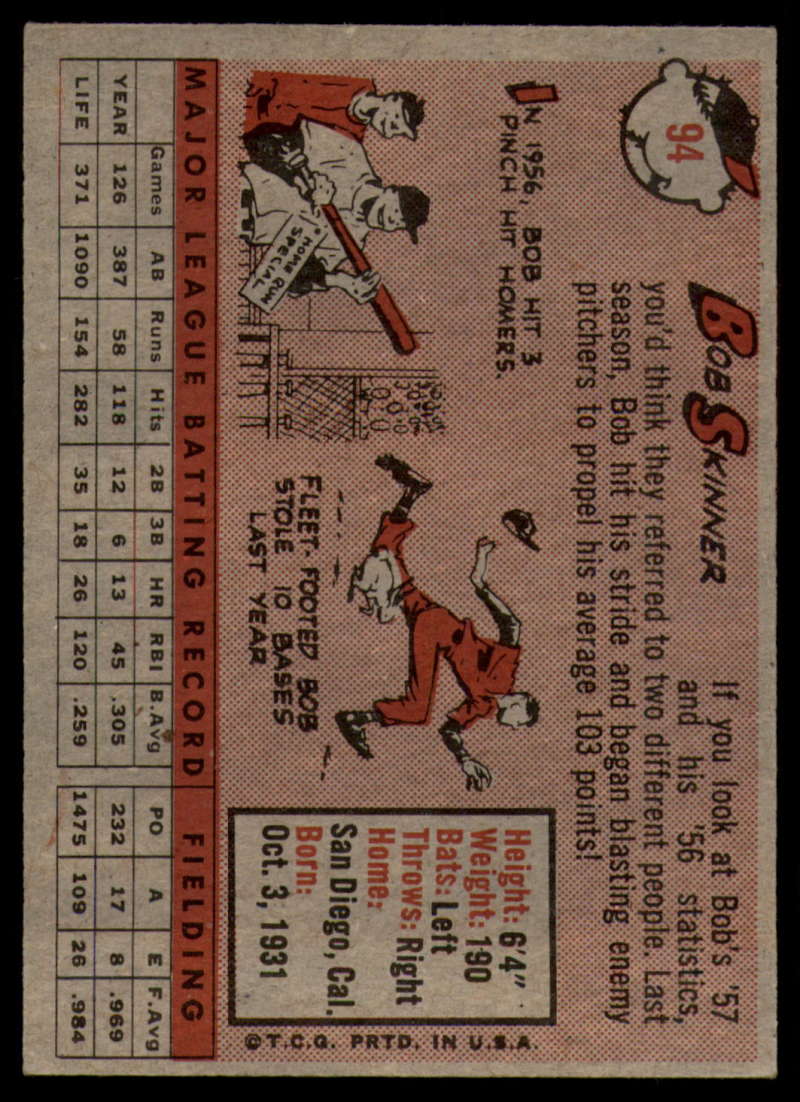 94
BOB SKINNER
If you look at Bob's '57
and his '56 statistics,
you'd think they referred to two different people. Last
season, Bob hit his stride and began blasting enemy
pitchers to propel his average 103 points!
IN 1956, BOB HIT 3
PINCH HIT HOMERS.
"HOME RUN
SPECIAL"
FLEET-FOOTED BOB
STOLE 10 BASES
LAST YEAR
Height: 6'4"
Weight: 190
Bats: Left
Throws: Right
Home:
San Diego, Cal.
Born:
Oct. 3, 1931
©T.C.G. PRTD. IN U.S.A.
MAJOR LEAGUE BATTING RECORD FIELDING
Games AB Runs Hits 2B 3B HR RBI B.Avg PO A E F.Avg
YEAR 126 387 58 118 12 6 13 45 .305 232 17 8 .969
LIFE 371 1090 154 282 35 18 26 120 .259 1475 109 26 .984